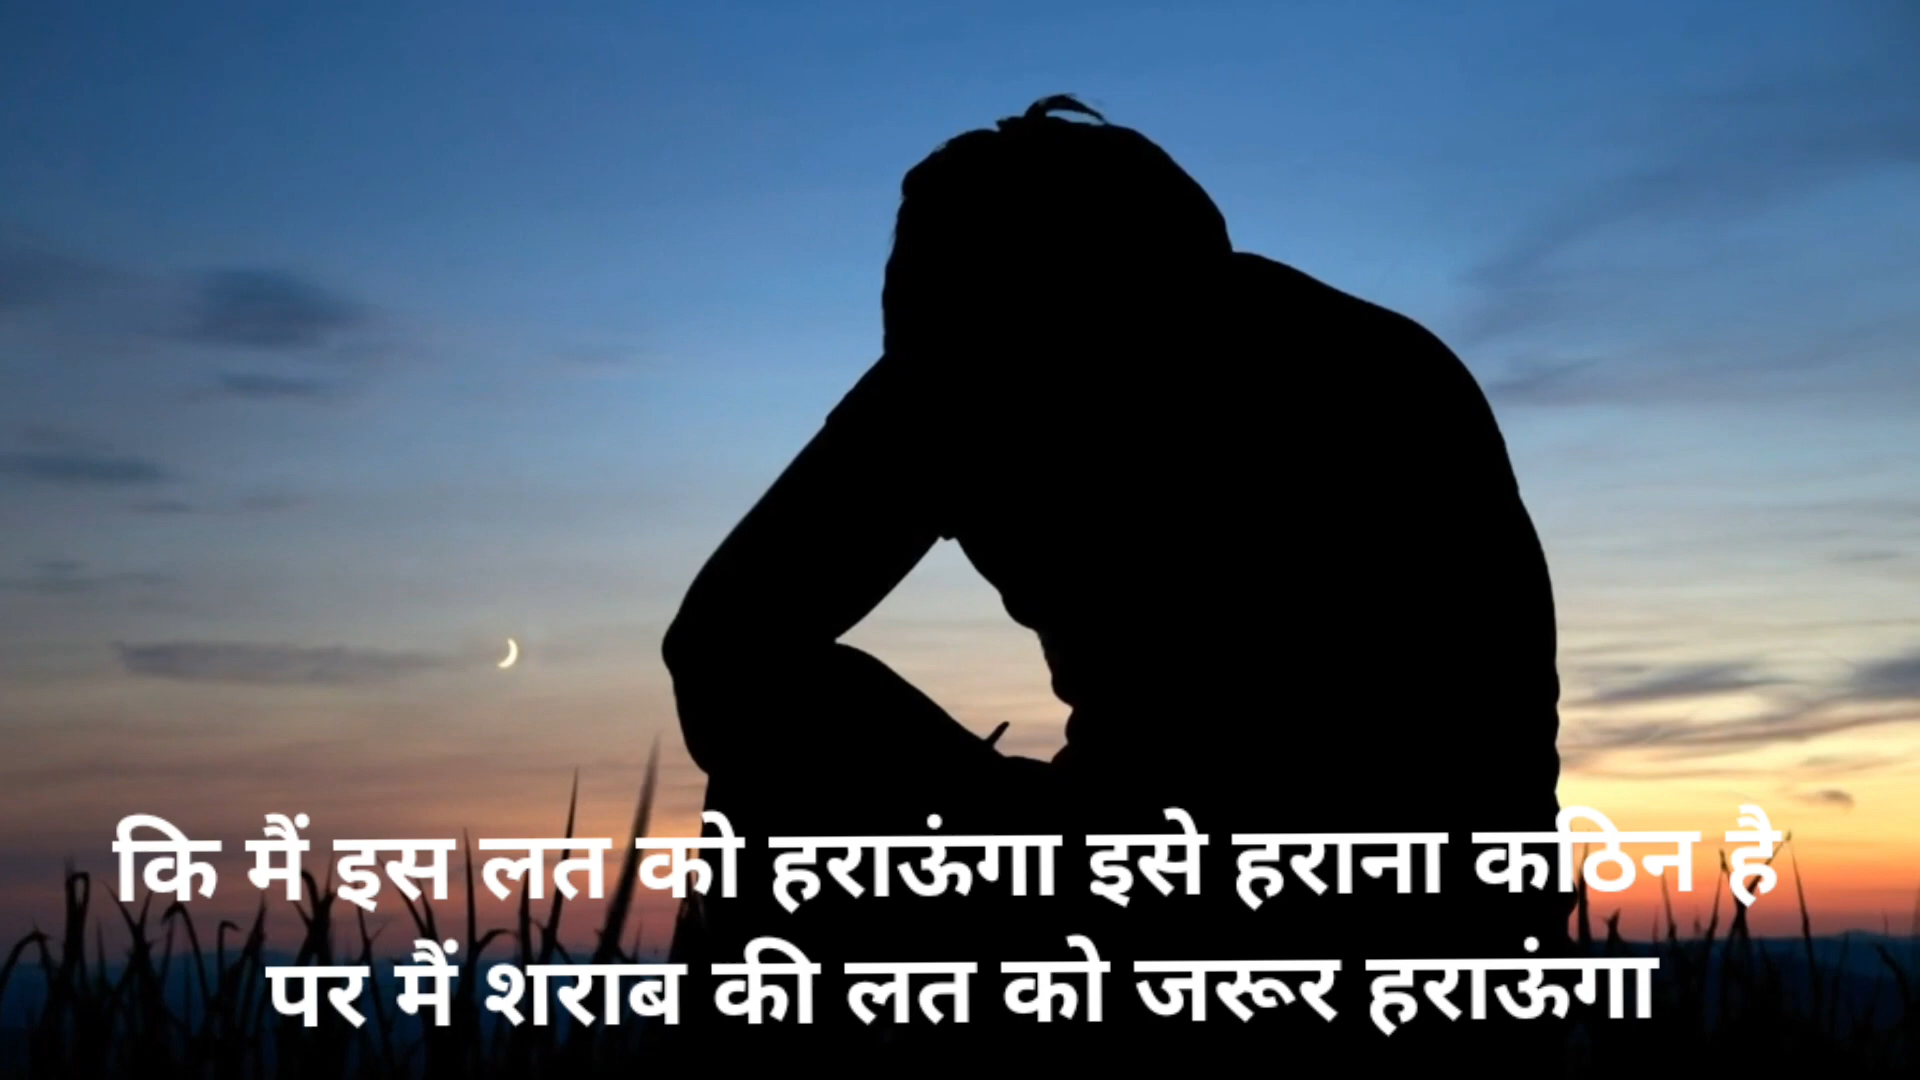 कि मैं इस लत को हराऊंगा इसे हराना कठिन है
पर मैं शराब की लत को जरूर हराऊंगा